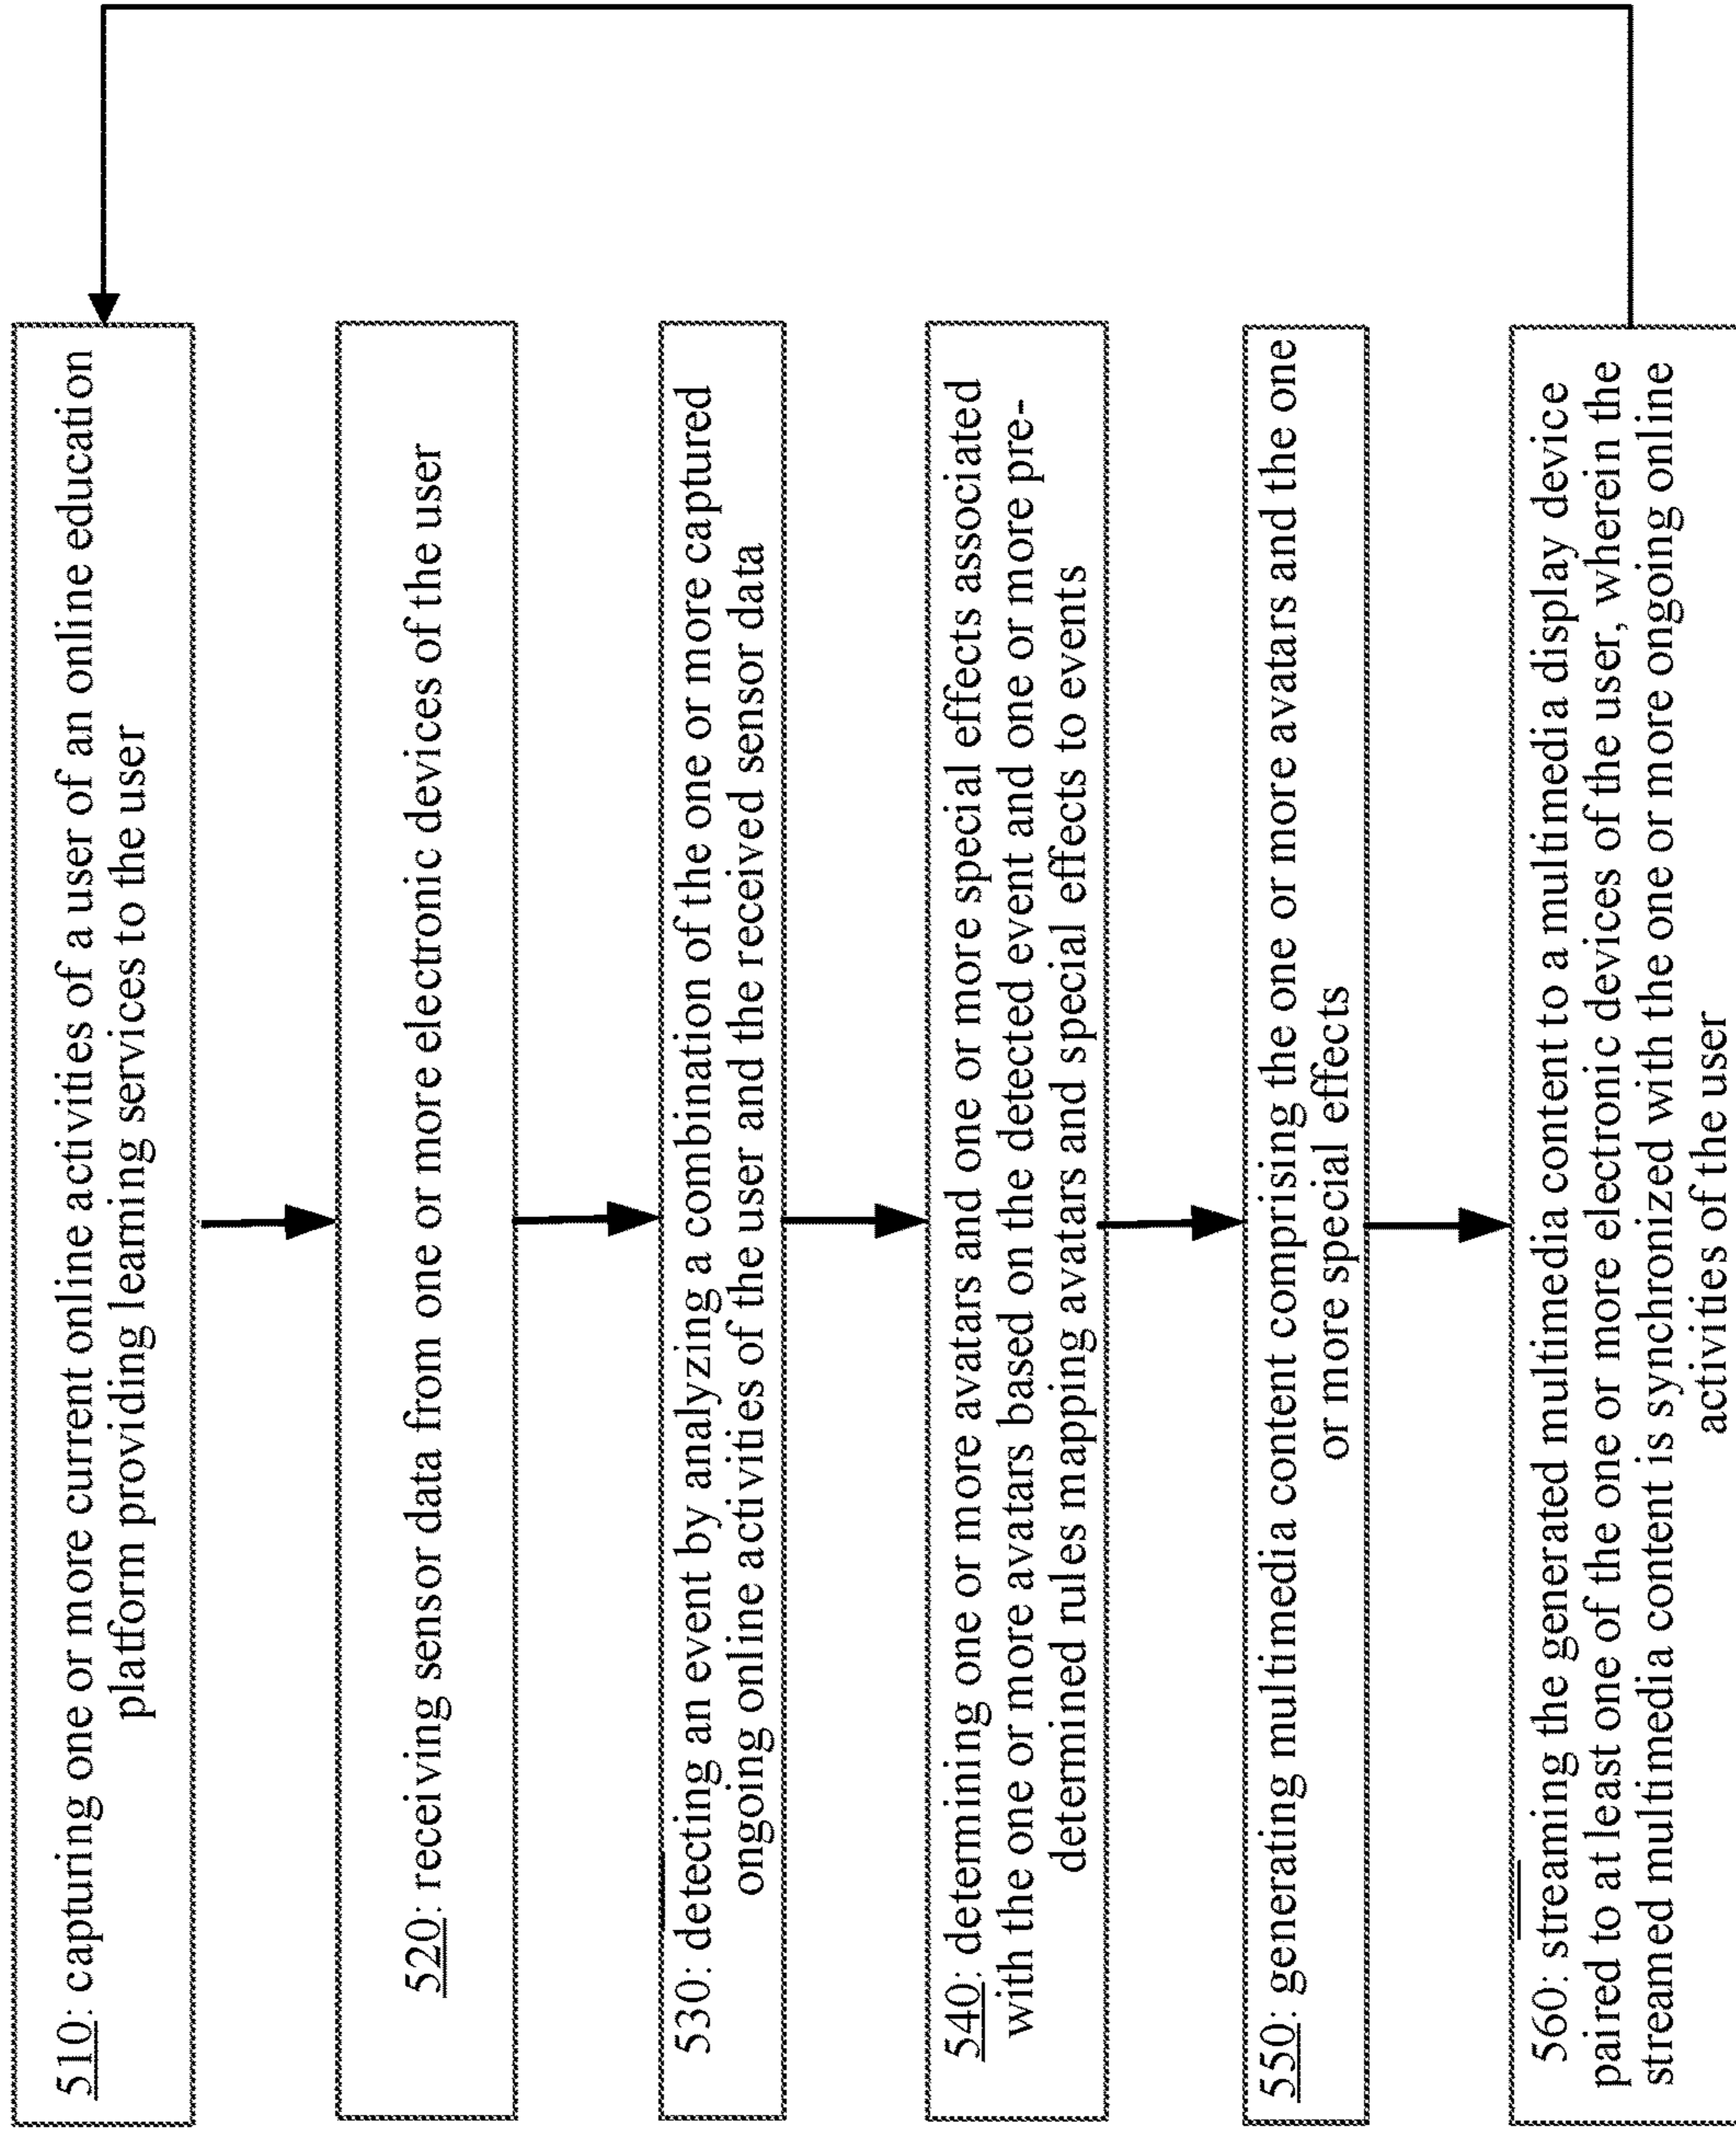 510: capturing one or more current online activities of a user of an online education
platform providing learning services to the user
520: receiving sensor data from one or more electronic devices of the user
530: detecting an event by analyzing a combination of the one or more captured
ongoing online activities of the user and the received sensor data
540: determining one or more avatars and one or more special effects associated
with the one or more avatars based on the detected event and one or more pre-
determined rules mapping avatars and special effects to events
550: generating multimedia content comprising the one or more avatars and the one
or more special effects
560: streaming the generated multimedia content to a multimedia display device
paired to at least one of the one or more electronic devices of the user, wherein the
streamed multimedia content is synchronized with the one or more ongoing online
activities of the user